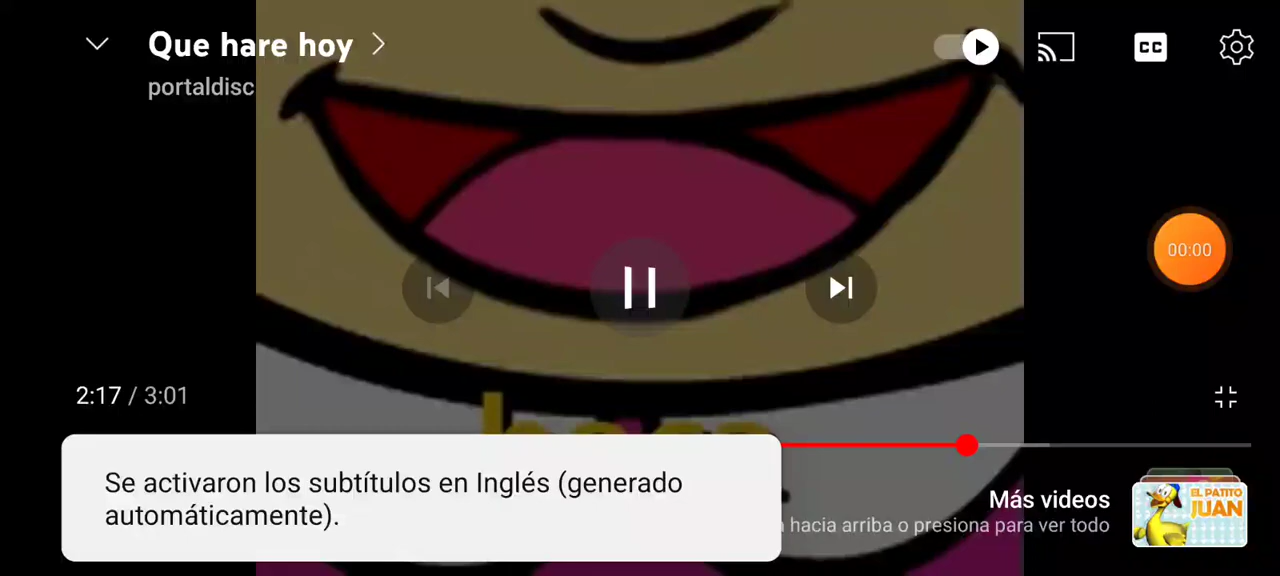 Que hare hoy
portaldisc
CC
00:00
2:17 / 3:01
Se activaron los subtítulos en Inglés (generado
automáticamente).
Más videos
hacia arriba o presiona para ver todo
EL PATITO
JUAN